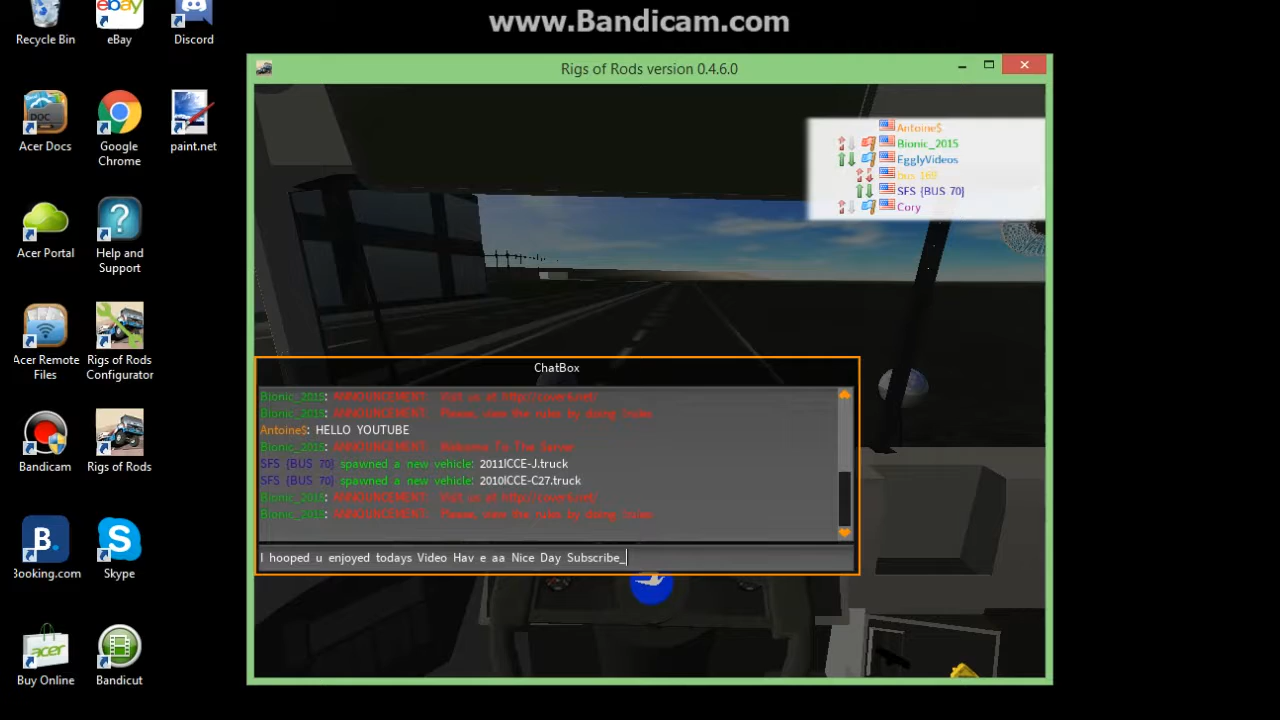 www.Bandicam.com
Recycle Bin
eBay
Discord
Rigs of Rods version 0.4.6.0
Acer Docs
Google
Chrome
paint.net
Antoine$
Bionic_2015
EgglyVideos
bus 169
SFS {BUS 70}
Cory
Acer Portal
Help and
Support
Acer Remote
Files
Rigs of Rods
Configurator
ChatBox
Bionic_2015: ANNOUNCEMENT: Visit us at
Bionic_2015: ANNOUNCEMENT: Please, view the rules by doing !rules
Antoine$: HELLO YOUTUBE
Bionic_2015: ANNOUNCEMENT: Welcome To The Server
SFS {BUS 70} spawned a new vehicle: 2011ICCE-J.truck
SFS {BUS 70} spawned a new vehicle: 2010ICCE-C27.truck
Bionic_2015: ANNOUNCEMENT: Visit us at
Bionic_2015: ANNOUNCEMENT: Please, view the rules by doing !rules
I hooped u enjoyed todays Video Hav e aa Nice Day Subscribe_
Bandicam
Rigs of Rods
B.
Booking.com
Skype
acer
Buy Online
Bandicut